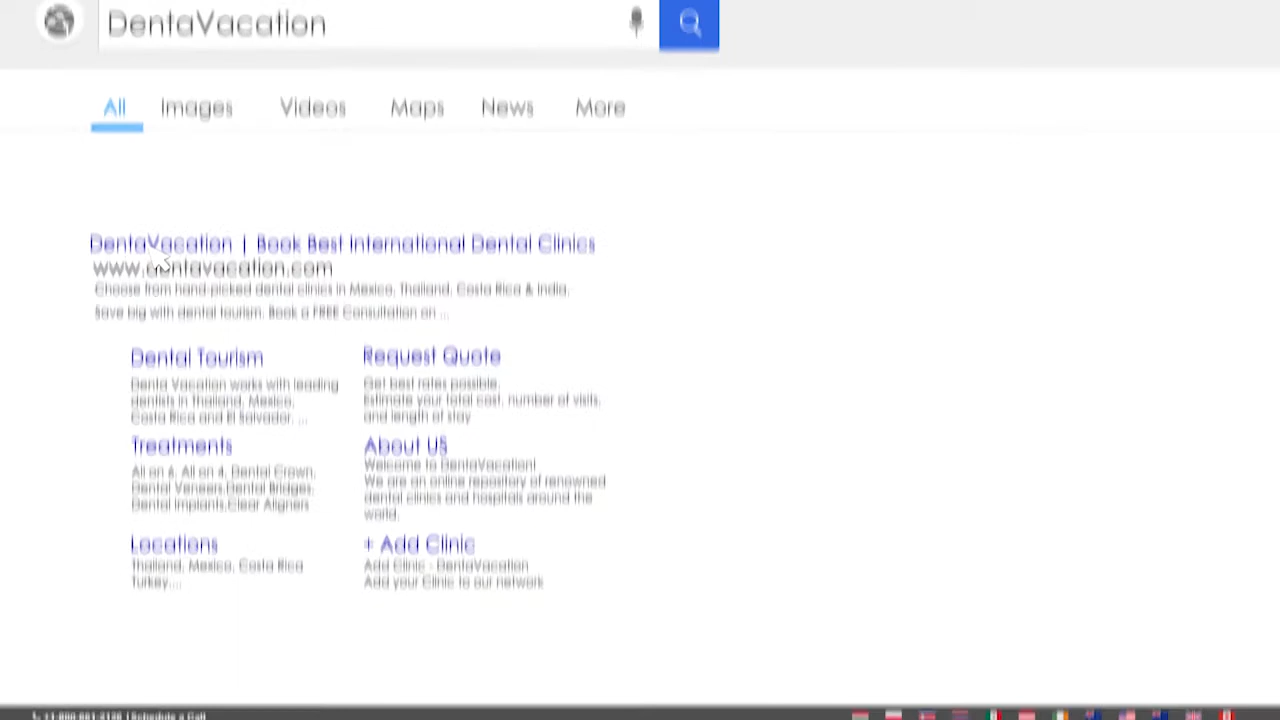 DentaVacation
All Images Videos Maps News More
DentaVacation | Book Best International Dental Clinics
www.dentavacation.com
Choose from hand-picked dental clinics in Mexico, Thailand, Costa Rica & India.
Save big with dental tourism. Book a FREE Consultation on ...
Dental Tourism
Denta Vacation works with leading
dentists in Thailand, Mexico,
Costa Rica and El Salvador. ...
Request Quote
Get best rates possible.
Estimate your total cost, number of visits,
and length of stay
Treatments
All on 6, All on 4, Dental Crown,
Dental Veneers,Dental Bridges,
Dental Implants,Clear Aligners
About US
Welcome to DentaVacation!
We are an online repository of renowned
dental clinics and hospitals around the
world.
Locations
Thailand, Mexico, Costa Rica
Turkey....
+ Add Clinic
Add Clinic - DentaVacation
Add your Clinic to our network
Schedule a Call